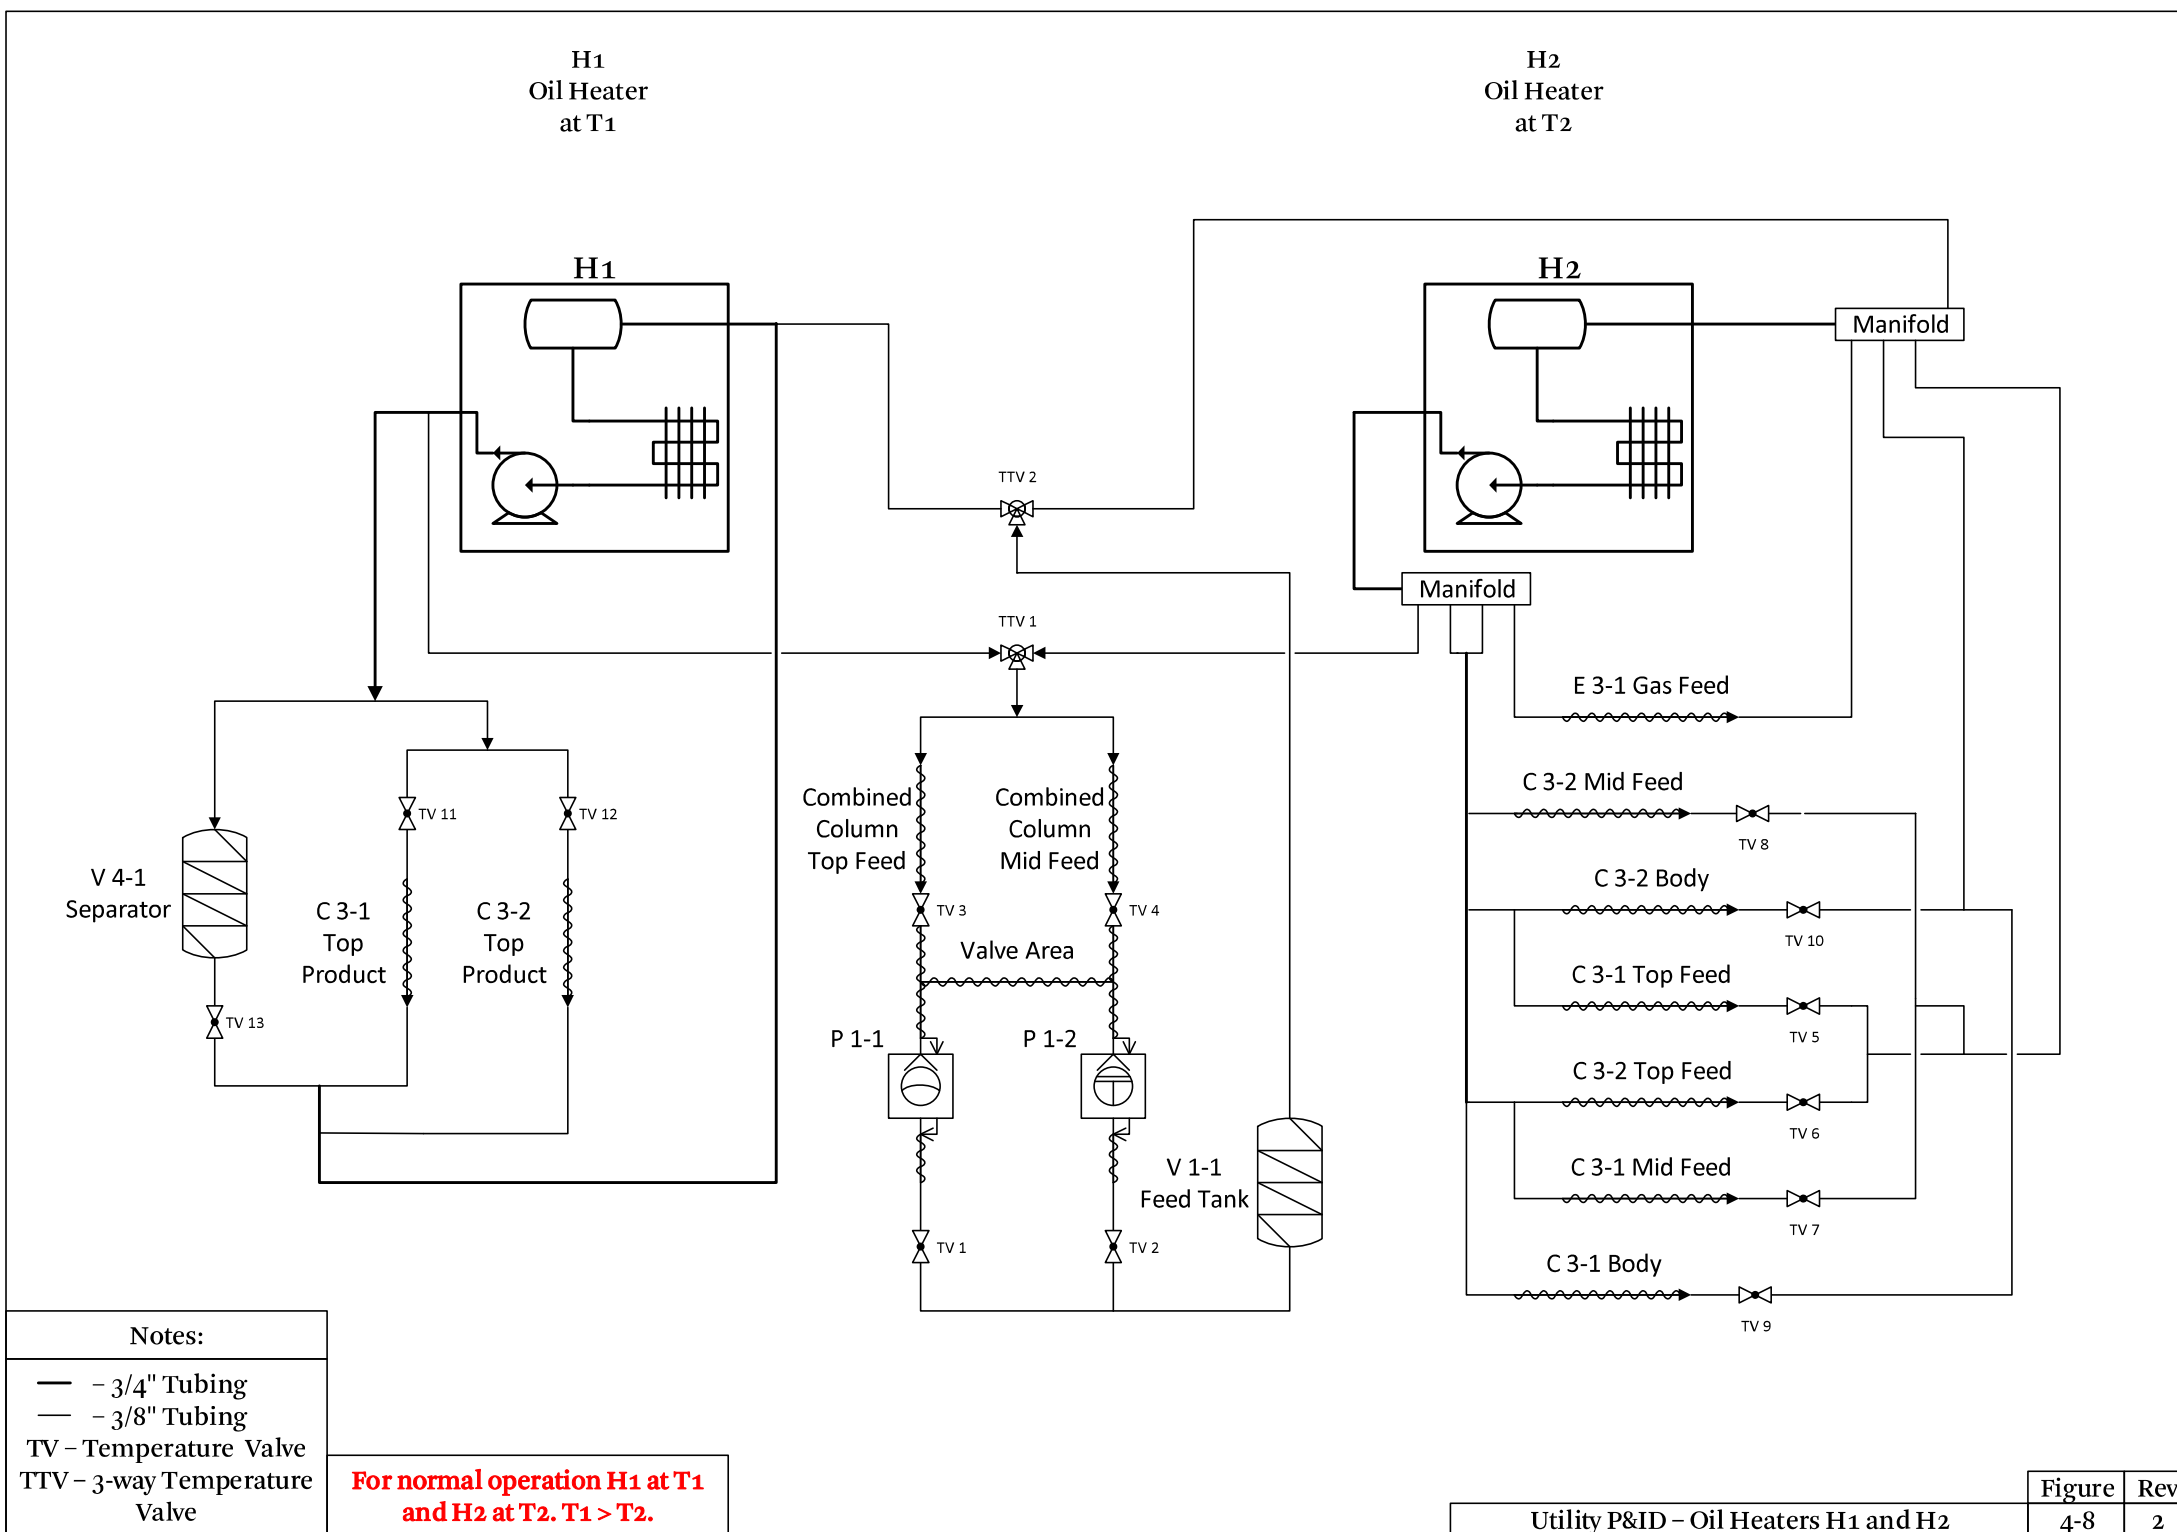 H1
Oil Heater
at T1
H2
Oil Heater
at T2
H1
H2
Manifold
TTV 2
Manifold
TTV 1
E 3-1 Gas Feed
C 3-2 Mid Feed
TV 8
Combined
Column
Top Feed
Combined
Column
Mid Feed
TV 11
TV 12
V 4-1
Separator
C 3-1
Top
Product
C 3-2
Top
Product
TV 3
TV 4
C 3-2 Body
TV 10
Valve Area
C 3-1 Top Feed
TV 5
TV 13
P 1-1
P 1-2
C 3-2 Top Feed
TV 6
V 1-1
Feed Tank
C 3-1 Mid Feed
TV 7
TV 1
TV 2
C 3-1 Body
TV 9
Notes:
– 3/4" Tubing
– 3/8" Tubing
TV – Temperature Valve
TTV – 3-way Temperature
Valve
For normal operation H1 at T1
and H2 at T2. T1 > T2.
Figure
Rev
Utility P&ID – Oil Heaters H1 and H2
4-8
2